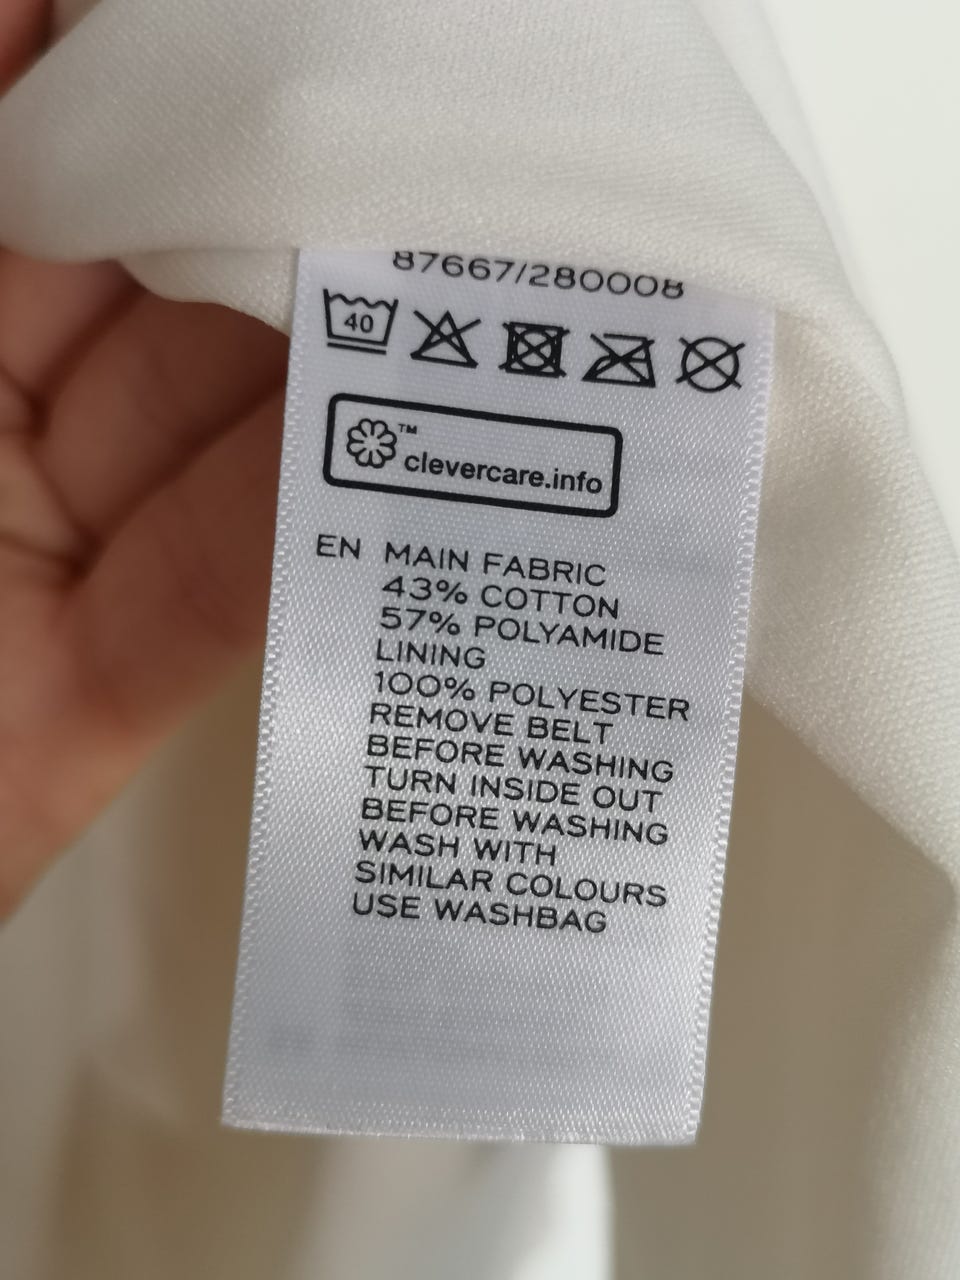 87667/280008
40
™
clevercare.info
EN MAIN FABRIC
43% COTTON
57% POLYAMIDE
LINING
100% POLYESTER
REMOVE BELT
BEFORE WASHING
TURN INSIDE OUT
BEFORE WASHING
WASH WITH
SIMILAR COLOURS
USE WASHBAG